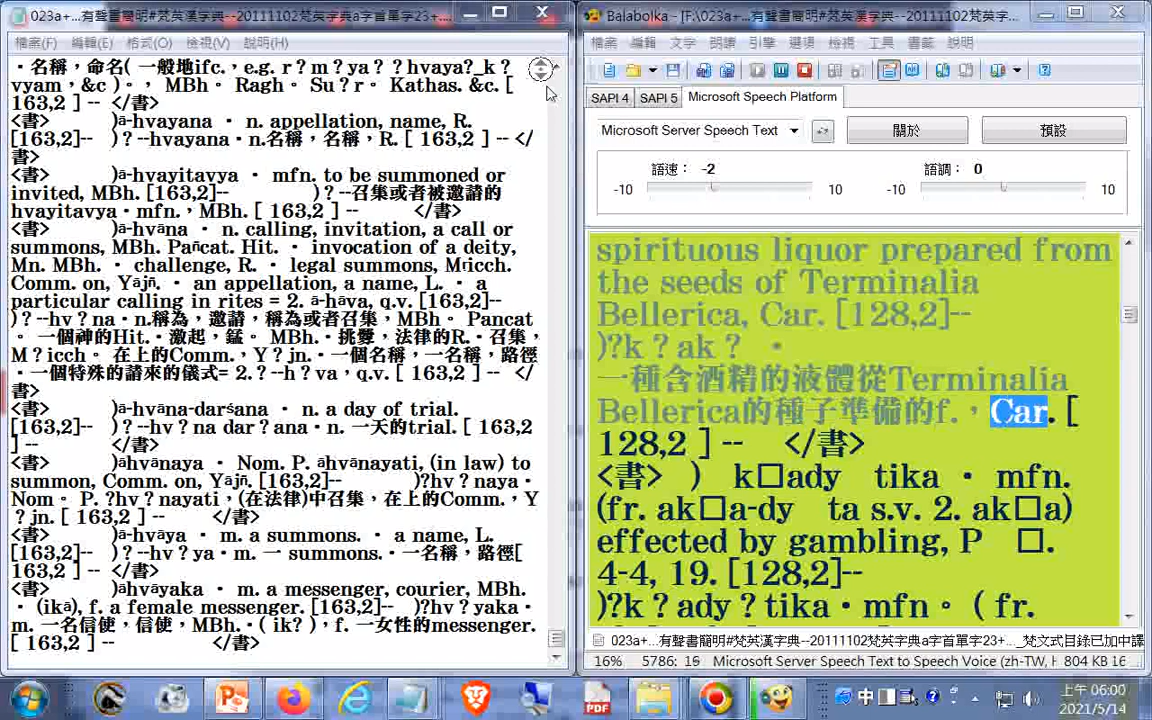 023a+...有聲書簡明#梵英漢字典--20111102梵英字典a字首單字23+...
檔案(F) 編輯(E) 格式(O) 檢視(V) 說明(H)
・名稱，命名( 一般地ifc.，e.g. r？m？ya？？hvaya?_k？
vyam，&c )。， MBh。Ragh。Su？r。Kathas. &c. [
163,2 ] -- </書>
<書> )ā-hvayana ・ n. appellation, name, R.
[163,2]-- )？--hvayana・n.名稱，名稱，R. [ 163,2 ] -- </
書>
<書> )ā-hvayitavya ・ mfn. to be summoned or
invited, MBh. [163,2]-- )？--召集或者被邀請的
hvayitavya・mfn.，MBh. [ 163,2 ] -- </書>
<書> )ā-hvāna ・ n. calling, invitation, a call or
summons, MBh. Pañcat. Hit. ・ invocation of a deity,
Mn. MBh. ・ challenge, R. ・ legal summons, Mṛicch.
Comm. on, Yājñ. ・ an appellation, a name, L. ・ a
particular calling in rites = 2. ā-hāva, q.v. [163,2]--
)？--hv？na・n.稱為，邀請，稱為或者召集，MBh。Pancat
。一個神的Hit.・激起，錳。 MBh.・挑釁，法律的R.・召集，
M？icch。 在上的Comm.，Y？jn.・一個名稱，一名稱，路徑
・一個特殊的請來的儀式= 2.？--h？va，q.v. [ 163,2 ] -- </
書>
<書> )ā-hvāna-darśana ・ n. a day of trial.
[163,2]-- )？--hv？na dar？ana・n. 一天的trial. [ 163,2
] -- </書>
<書> )āhvānaya ・ Nom. P. āhvānayati, (in law) to
summon, Comm. on, Yājñ. [163,2]-- )?hv？naya・
Nom。P. ?hv？nayati，(在法律)中召集，在上的Comm.，Y
？jn. [ 163,2 ] -- </書>
<書> )ā-hvāya ・ m. a summons. ・ a name, L.
[163,2]-- )？--hv？ya・m. 一 summons.・一名稱，路徑[
163,2 ] -- </書>
<書> )āhvāyaka ・ m. a messenger, courier, MBh.
・ (ikā), f. a female messenger. [163,2]-- )?hv？yaka・
m. 一名信使，信使，MBh.・( ik？)，f. 一女性的messenger.
[ 163,2 ] -- </書>
Balabolka - [F:\023a+...有聲書簡明#梵英漢字典--20111102梵英字...
檔案 編輯 文字 朗讀 引擎 選項 檢視 工具 書籤 說明
SAPI 4 SAPI 5 Microsoft Speech Platform
Microsoft Server Speech Text 關於 預設
語速： -2 語調： 0
-10 10 -10 10
spirituous liquor prepared from
the seeds of Terminalia
Bellerica, Car. [128,2]--
)?k？ak？ ・
一種含酒精的液體從Terminalia
Bellerica的種子準備的f.，Car. [
128,2 ] -- </書>
<書> ) k□ady tika ・ mfn.
(fr. ak□a-dy ta s.v. 2. ak□a)
effected by gambling, P □.
4-4, 19. [128,2]--
)?k？ady？tika・mfn。( fr.
023a+...有聲書簡明#梵英漢字典--20111102梵英字典a字首單字23+..._梵文式目錄已加中譯
16% 5786: 19 Microsoft Server Speech Text to Speech Voice (zh-TW, H 804 KB 16
中
上午 06:00
2021/5/14
PDF